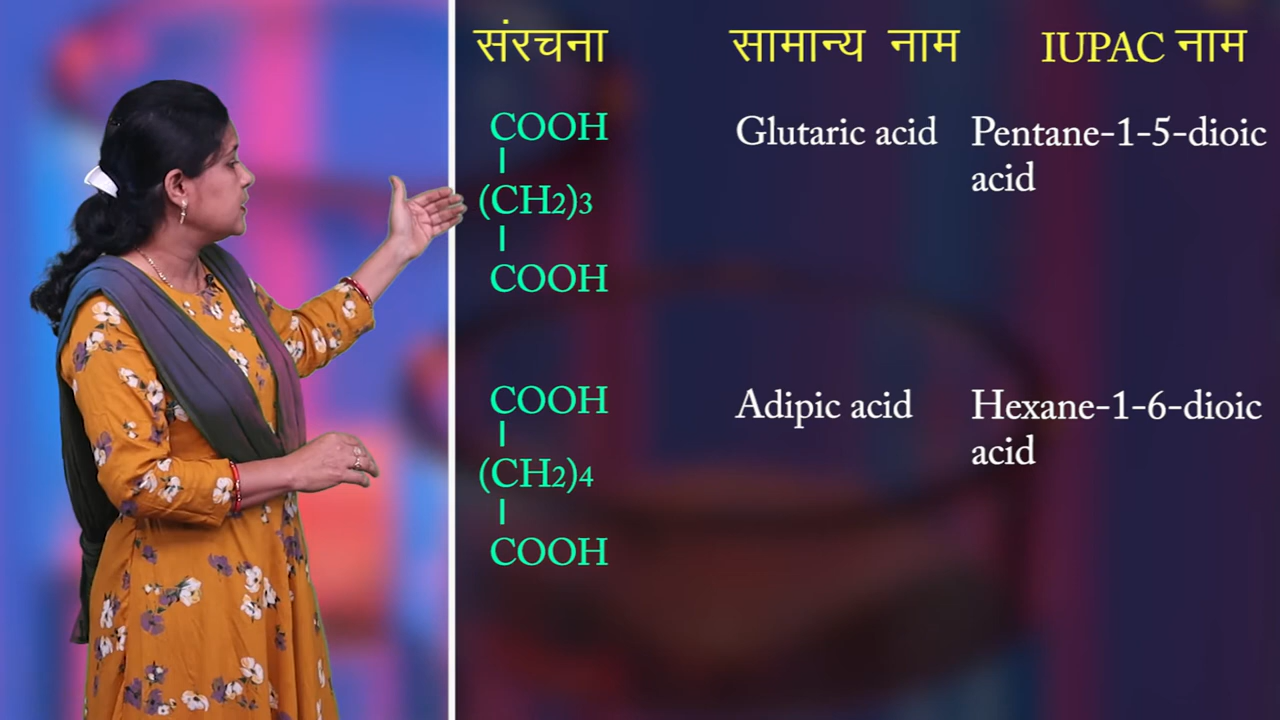 संरचना सामान्य नाम IUPAC नाम
COOH
(CH2)3
COOH
Glutaric acid
Pentane-1-5-dioic
acid
COOH
(CH2)4
COOH
Adipic acid
Hexane-1-6-dioic
acid